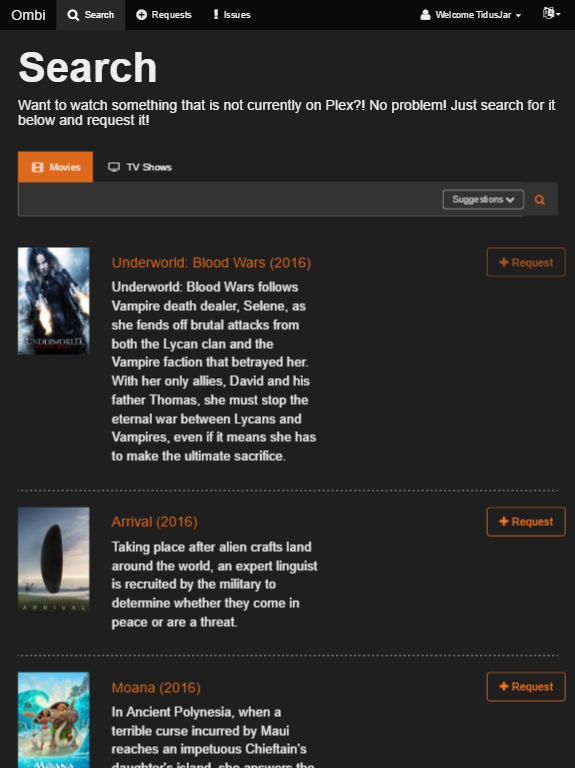 Ombi Search Requests Issues Welcome TidusJar
Search
Want to watch something that is not currently on Plex?! No problem! Just search for it
below and request it!
Movies TV Shows
Suggestions
Underworld: Blood Wars (2016) + Request
Underworld: Blood Wars follows
Vampire death dealer, Selene, as
she fends off brutal attacks from
both the Lycan clan and the
Vampire faction that betrayed her.
With her only allies, David and his
father Thomas, she must stop the
eternal war between Lycans and
Vampires, even if it means she has
to make the ultimate sacrifice.
UNDERWORLD
Arrival (2016) + Request
Taking place after alien crafts land
around the world, an expert linguist
is recruited by the military to
determine whether they come in
peace or are a threat.
ARRIVAL
Moana (2016) + Request
In Ancient Polynesia, when a
terrible curse incurred by Maui
reaches an impetuous Chieftain's
daughter's island, she answers the
MOANA